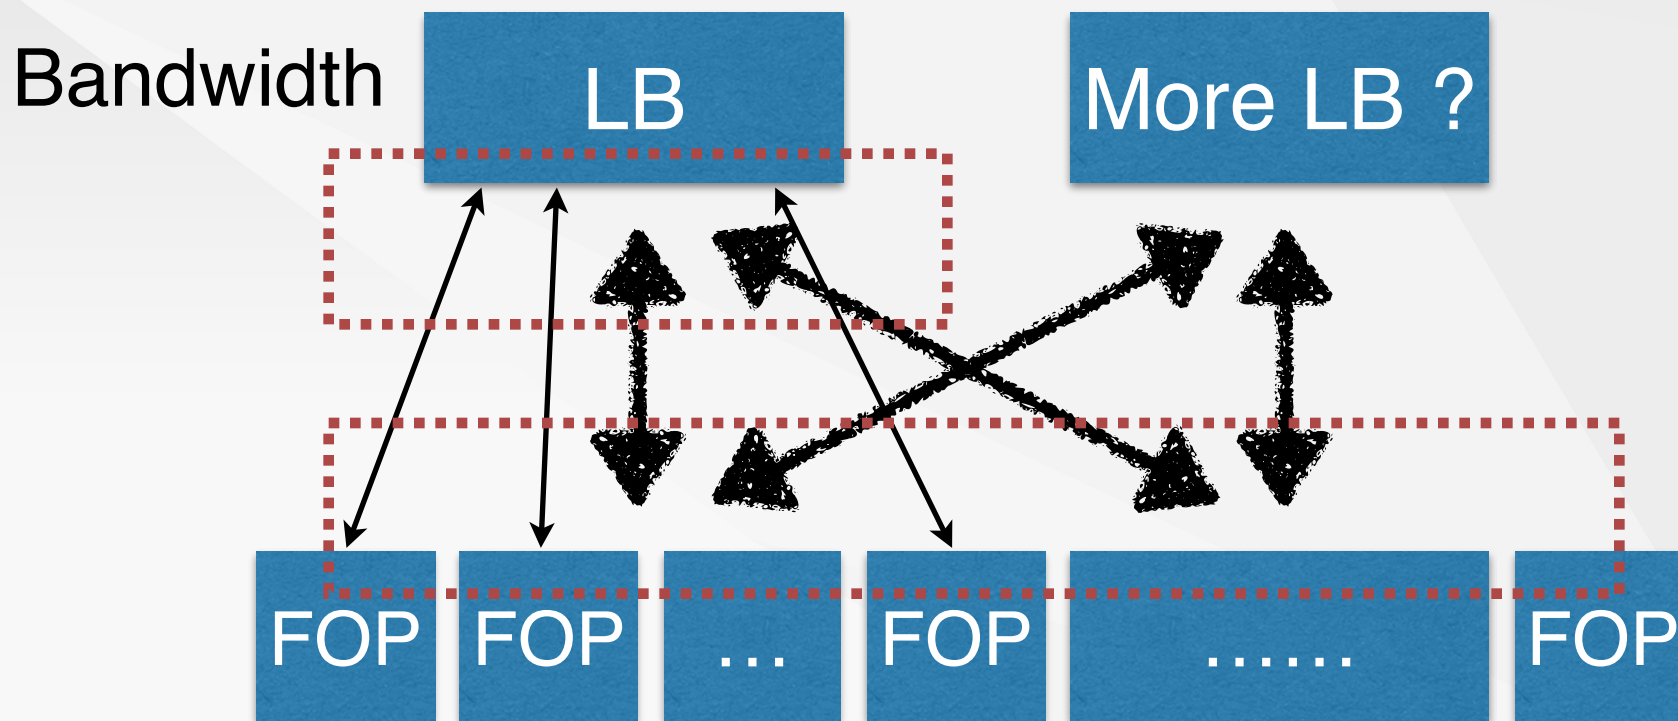 Bandwidth
LB
More LB ?
FOP
FOP
...
FOP
......
FOP